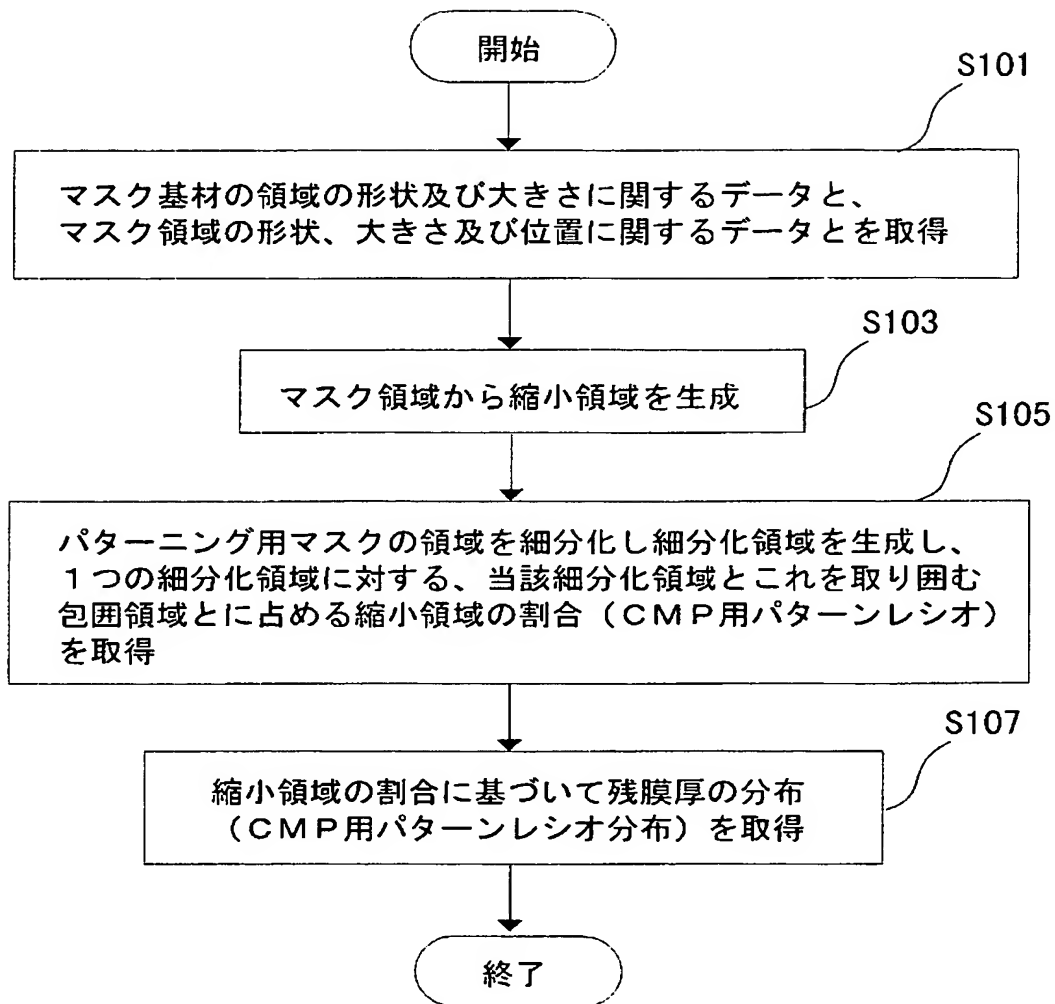 開始
S101
マスク基材の領域の形状及び大きさに関するデータと、
マスク領域の形状、大きさ及び位置に関するデータとを取得
S103
マスク領域から縮小領域を生成
S105
パターニング用マスクの領域を細分化し細分化領域を生成し、
１つの細分化領域に対する、当該細分化領域とこれを取り囲む
包囲領域とに占める縮小領域の割合（ＣＭＰ用パターンレシオ）
を取得
S107
縮小領域の割合に基づいて残膜厚の分布
（ＣＭＰ用パターンレシオ分布）を取得
終了